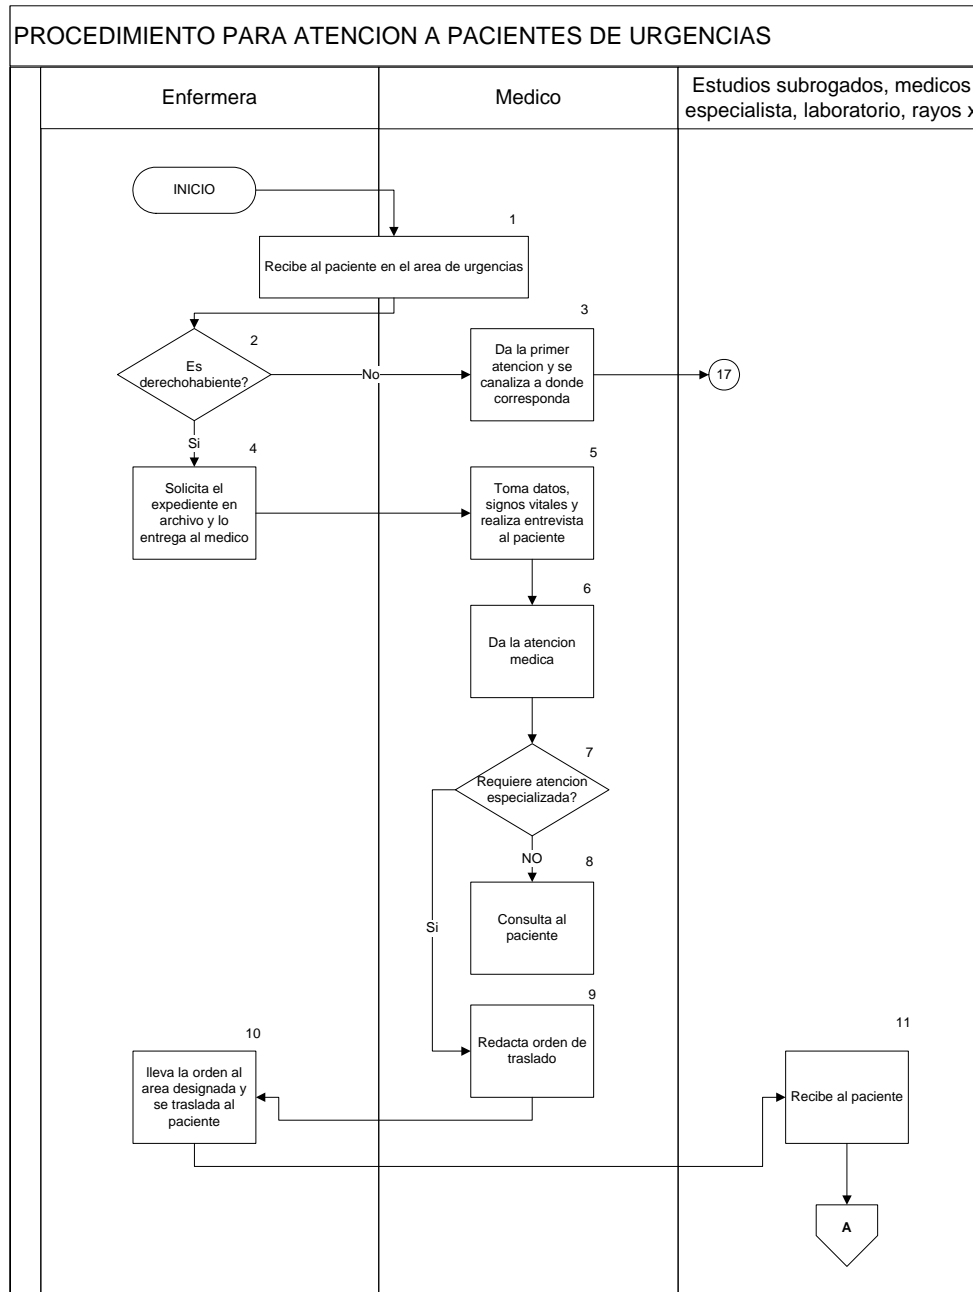 PROCEDIMIENTO PARA ATENCION A PACIENTES DE URGENCIAS
Enfermera
Medico
Estudios subrogados, medicos
especialista, laboratorio, rayos x
INICIO
1
Recibe al paciente en el area de urgencias
2
Es
derechohabiente?
No
3
Da la primer
atencion y se
canaliza a donde
corresponda
17
Si
4
Solicita el
expediente en
archivo y lo
entrega al medico
5
Toma datos,
signos vitales y
realiza entrevista
al paciente
6
Da la atencion
medica
7
Requiere atencion
especializada?
NO
8
Consulta al
paciente
Si
9
Redacta orden de
traslado
10
lleva la orden al
area designada y
se traslada al
paciente
11
Recibe al paciente
A